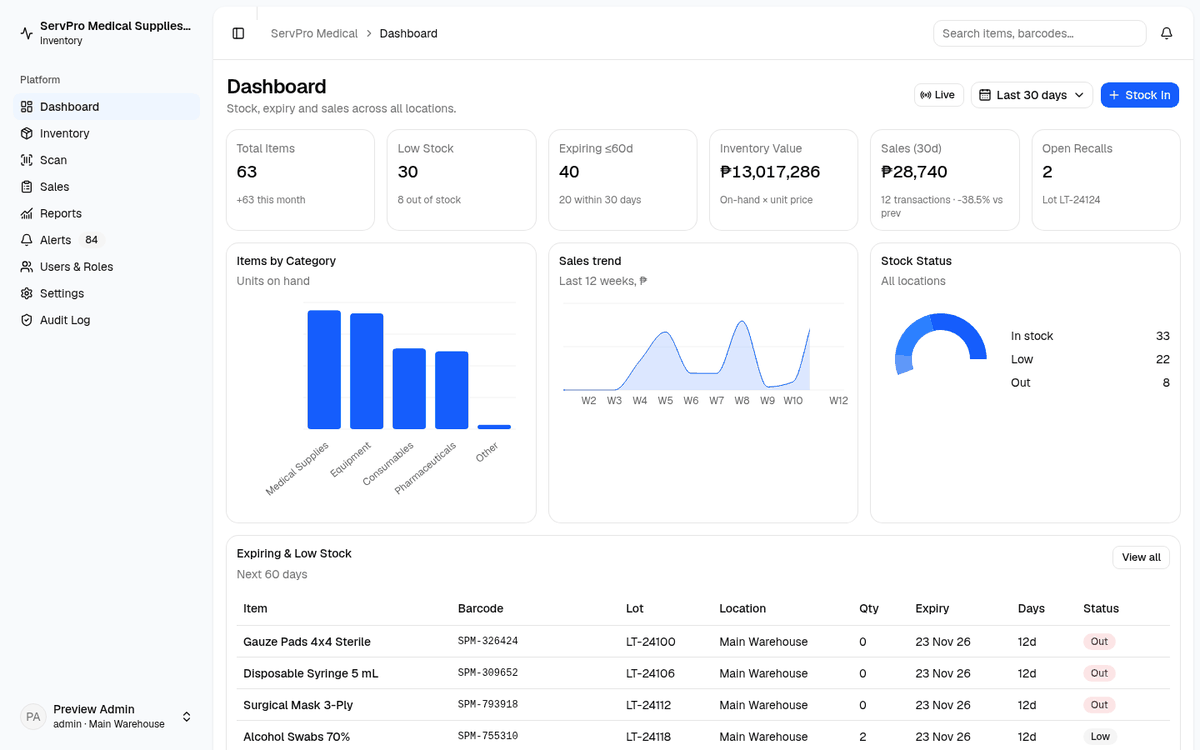 ServPro Medical Supplies...
Inventory
Platform
Dashboard
Inventory
Scan
Sales
Reports
Alerts 84
Users & Roles
Settings
Audit Log
PA
Preview Admin
admin · Main Warehouse
ServPro Medical > Dashboard
Search items, barcodes...
Dashboard
Stock, expiry and sales across all locations.
Live
Last 30 days
+ Stock In
Total Items
63
+63 this month
Low Stock
30
8 out of stock
Expiring ≤60d
40
20 within 30 days
Inventory Value
₱13,017,286
On-hand × unit price
Sales (30d)
₱28,740
12 transactions · -38.5% vs
prev
Open Recalls
2
Lot LT-24124
Items by Category
Units on hand
Medical Supplies
Equipment
Consumables
Pharmaceuticals
Other
Sales trend
Last 12 weeks, ₱
W2 W3 W4 W5 W6 W7 W8 W9 W10 W12
Stock Status
All locations
In stock 33
Low 22
Out 8
Expiring & Low Stock
Next 60 days
View all
Item Barcode Lot Location Qty Expiry Days Status
Gauze Pads 4x4 Sterile SPM-326424 LT-24100 Main Warehouse 0 23 Nov 26 12d Out
Disposable Syringe 5 mL SPM-309652 LT-24106 Main Warehouse 0 23 Nov 26 12d Out
Surgical Mask 3-Ply SPM-793918 LT-24112 Main Warehouse 0 23 Nov 26 12d Out
Alcohol Swabs 70% SPM-755310 LT-24118 Main Warehouse 2 23 Nov 26 12d Low